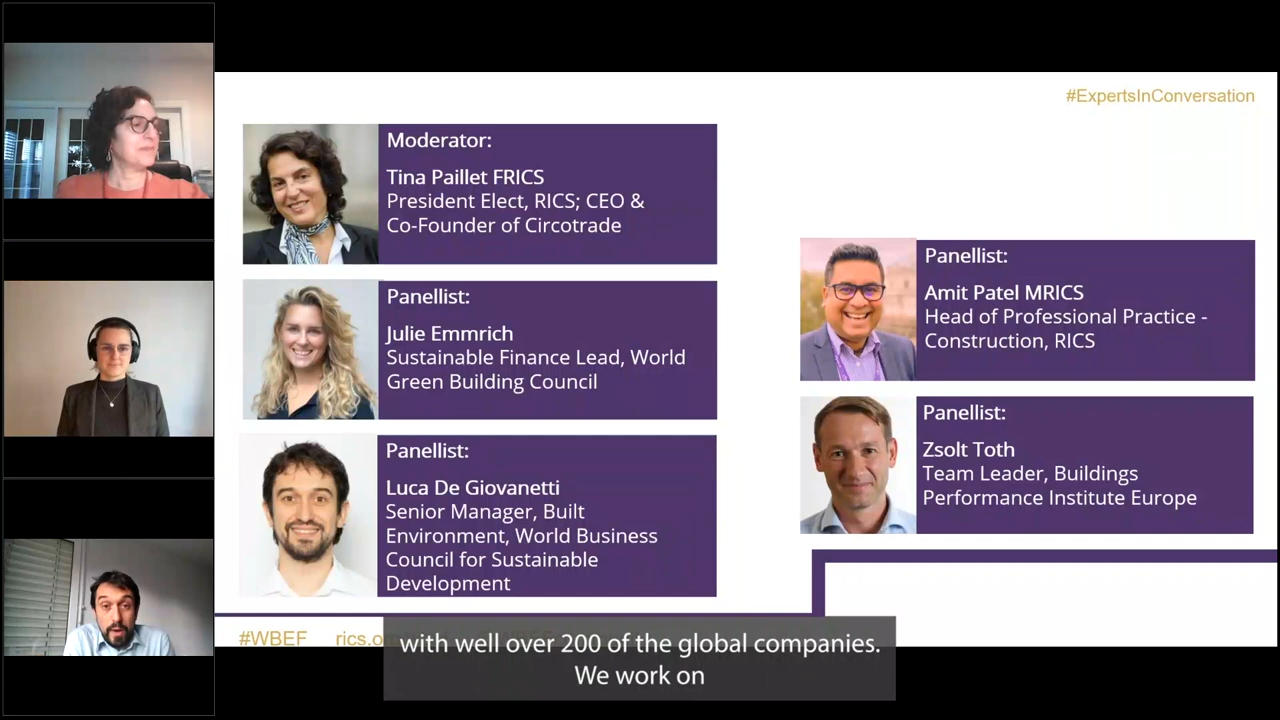 #ExpertsInConversation
Moderator:
Tina Paillet FRICS
President Elect, RICS; CEO &
Co-Founder of Circotrade
Panellist:
Julie Emmrich
Sustainable Finance Lead, World
Green Building Council
Panellist:
Luca De Giovanetti
Senior Manager, Built
Environment, World Business
Council for Sustainable
Development
Panellist:
Amit Patel MRICS
Head of Professional Practice -
Construction, RICS
Panellist:
Zsolt Toth
Team Leader, Buildings
Performance Institute Europe
#WBEF rics.o
with well over 200 of the global companies.
We work on